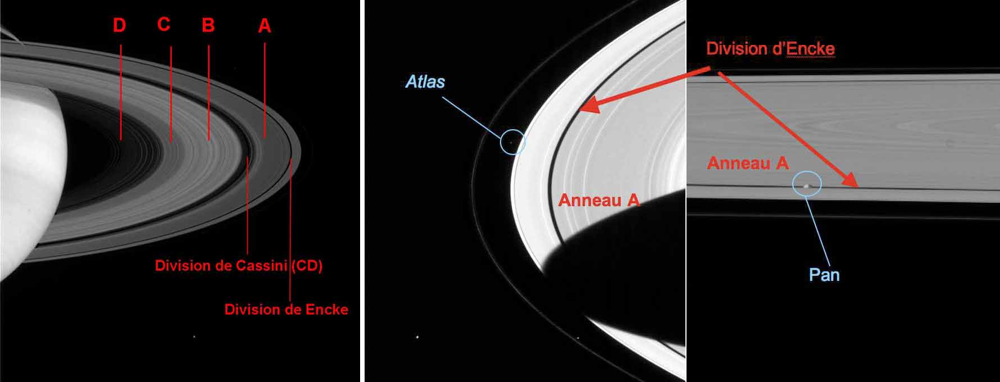 D C B A
Division de Cassini (CD)
Division de Encke
Atlas
Anneau A
Division d'Encke
Anneau A
Pan